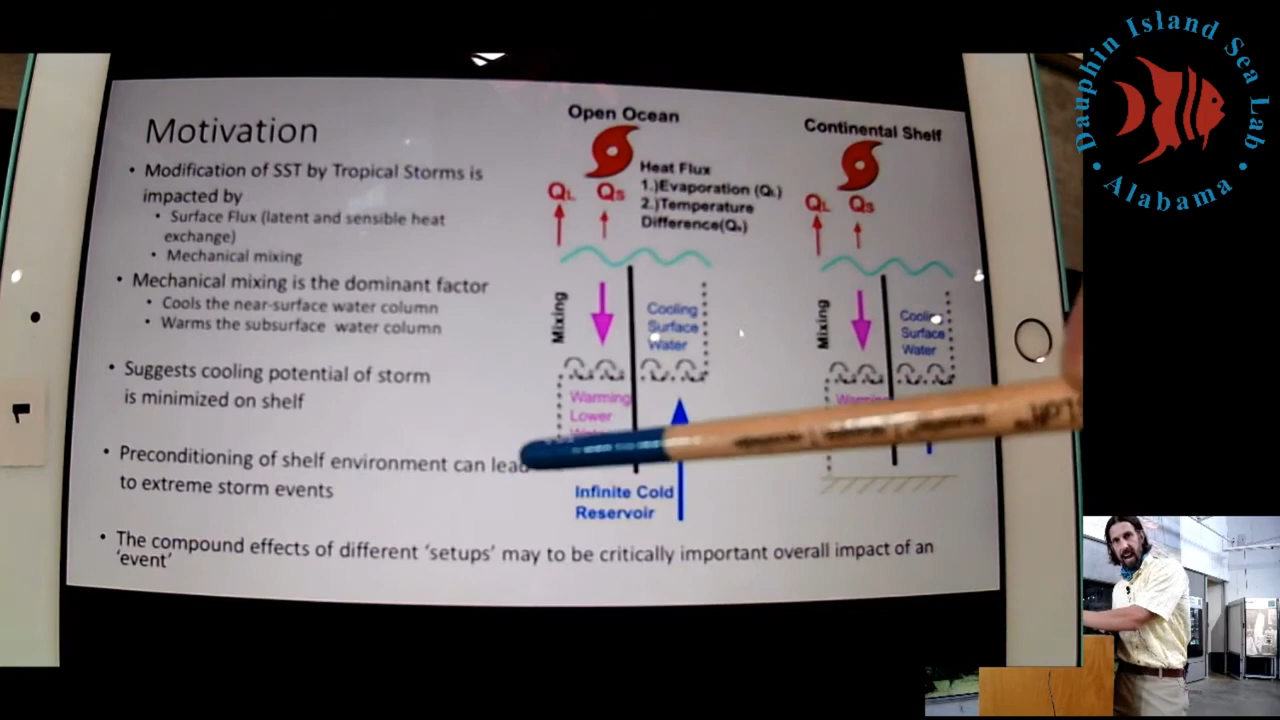 Motivation
• Modification of SST by Tropical Storms is
impacted by
• Surface Flux (latent and sensible heat
exchange)
• Mechanical mixing
• Mechanical mixing is the dominant factor
• Cools the near-surface water column
• Warms the subsurface water column
• Suggests cooling potential of storm
is minimized on shelf
• Preconditioning of shelf environment can lead
to extreme storm events
• The compound effects of different ‘setups’ may to be critically important overall impact of an
‘event’
Open Ocean
QL QS
Heat Flux
1.)Evaporation (QL)
2.)Temperature
Difference(QS)
Mixing
Cooling
Surface
Water
Warming
Lower
Infinite Cold
Reservoir
Continental Shelf
QL QS
Mixing
Cooling
Surface
Water
Warming
Dauphin Island Sea Lab
• Alabama •